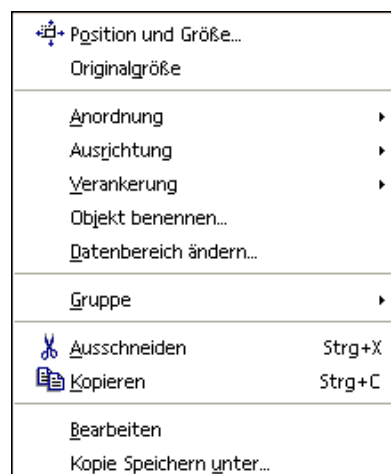 Position und Größe...
Originalgröße
Anordnung
Ausrichtung
Verankerung
Objekt benennen...
Datenbereich ändern...
Gruppe
Ausschneiden Strg+X
Kopieren Strg+C
Bearbeiten
Kopie Speichern unter...